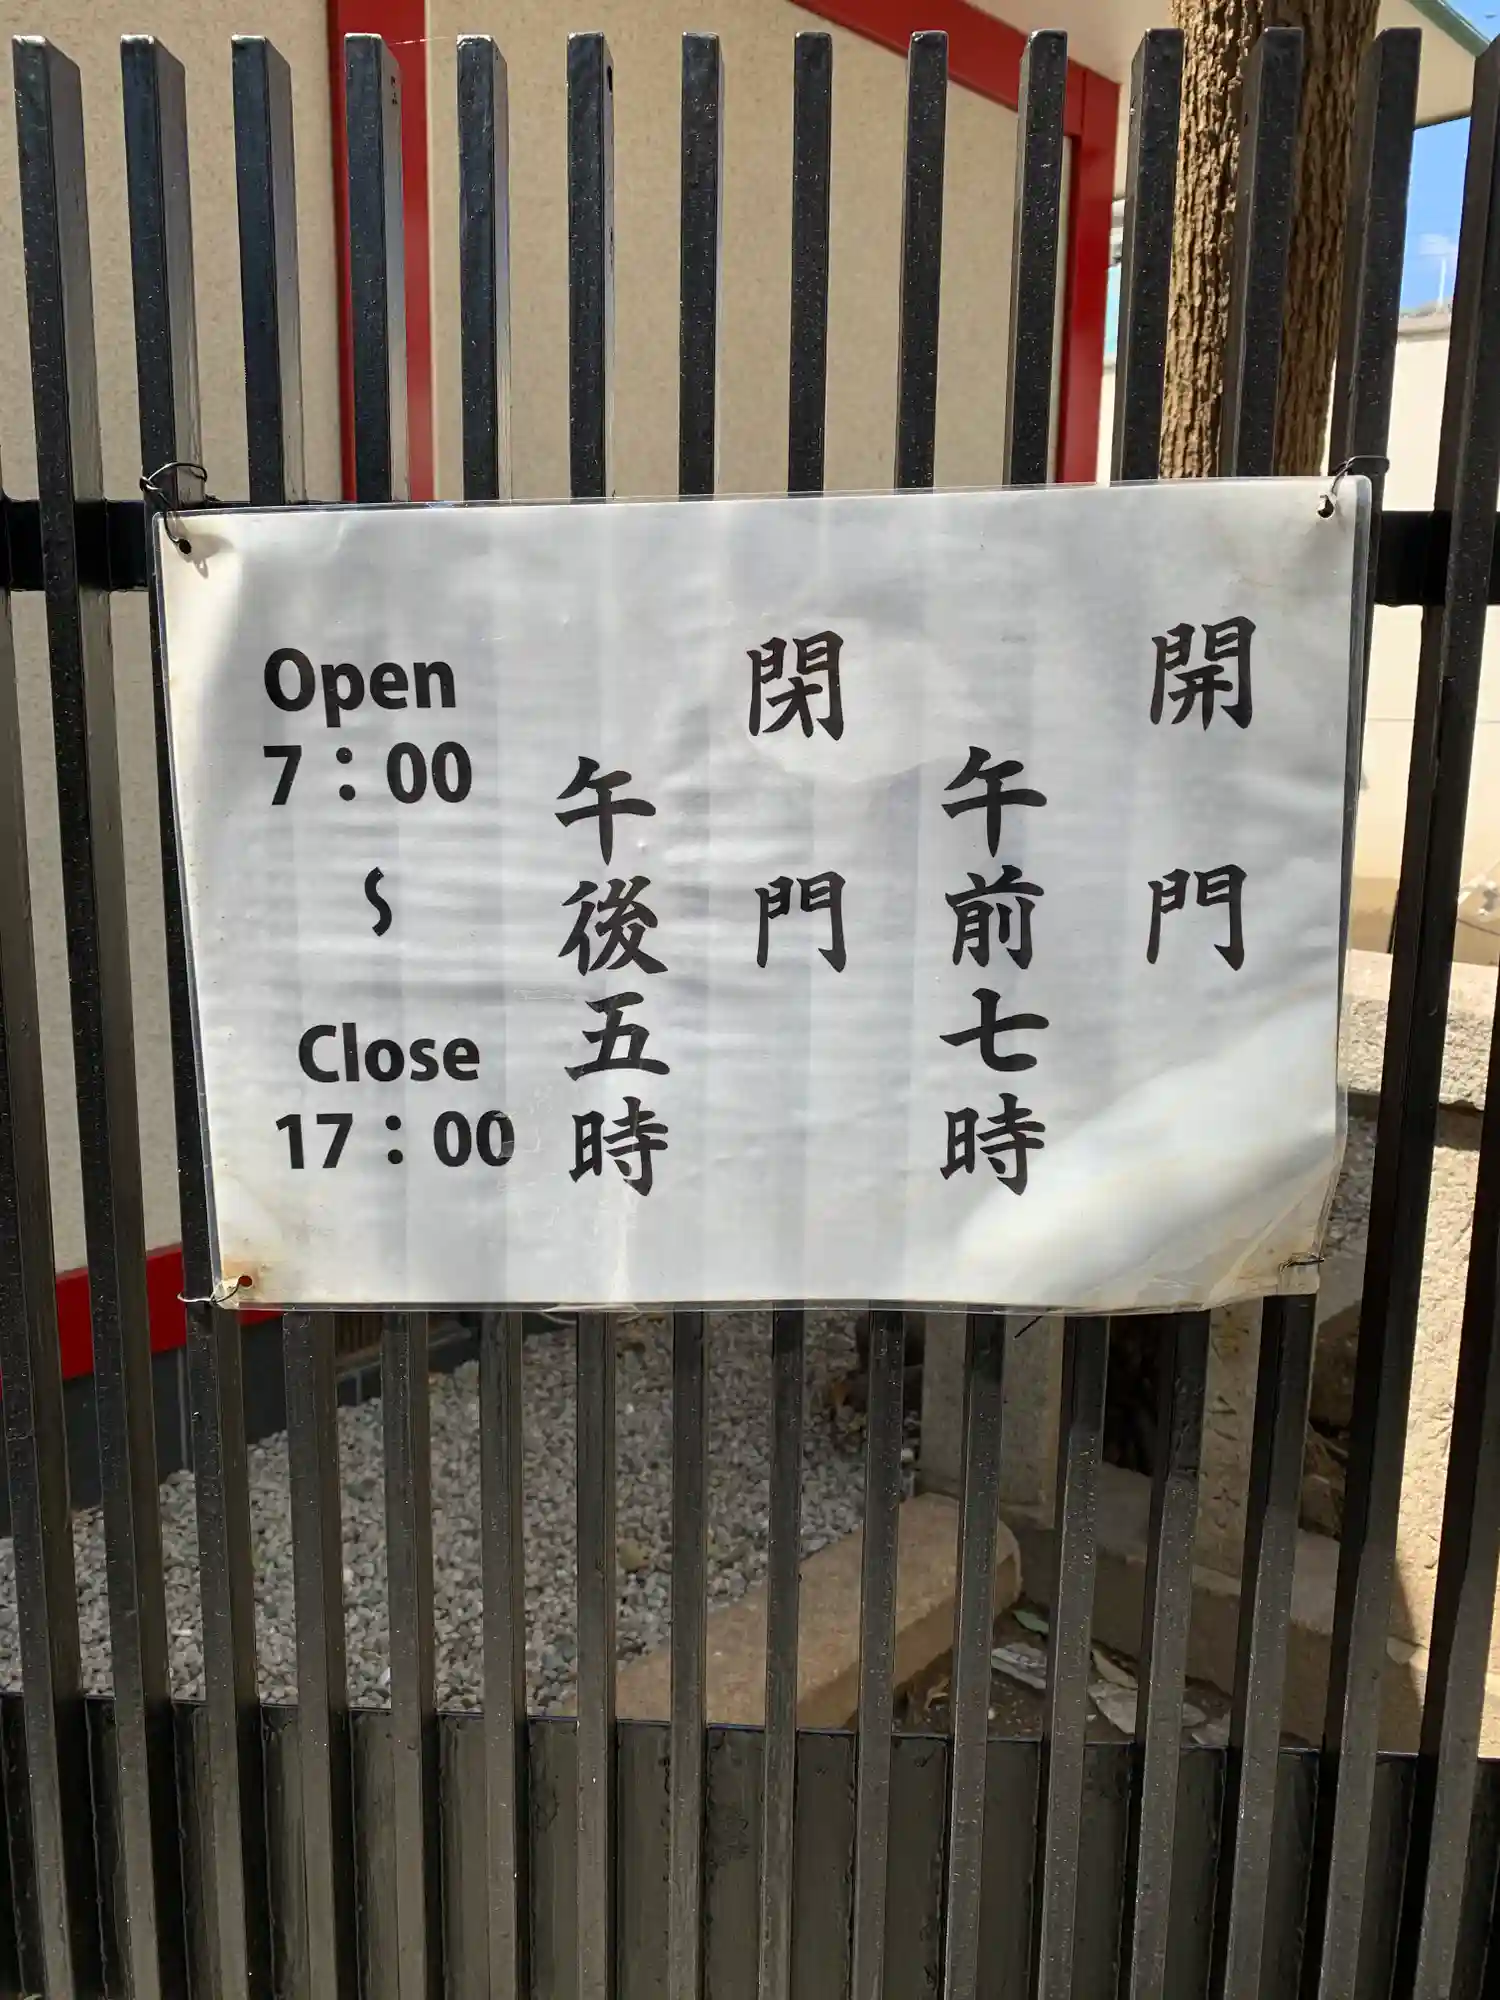 開門
午前七時
閉門
午後五時
Open
7：00
〜
Close
17：00